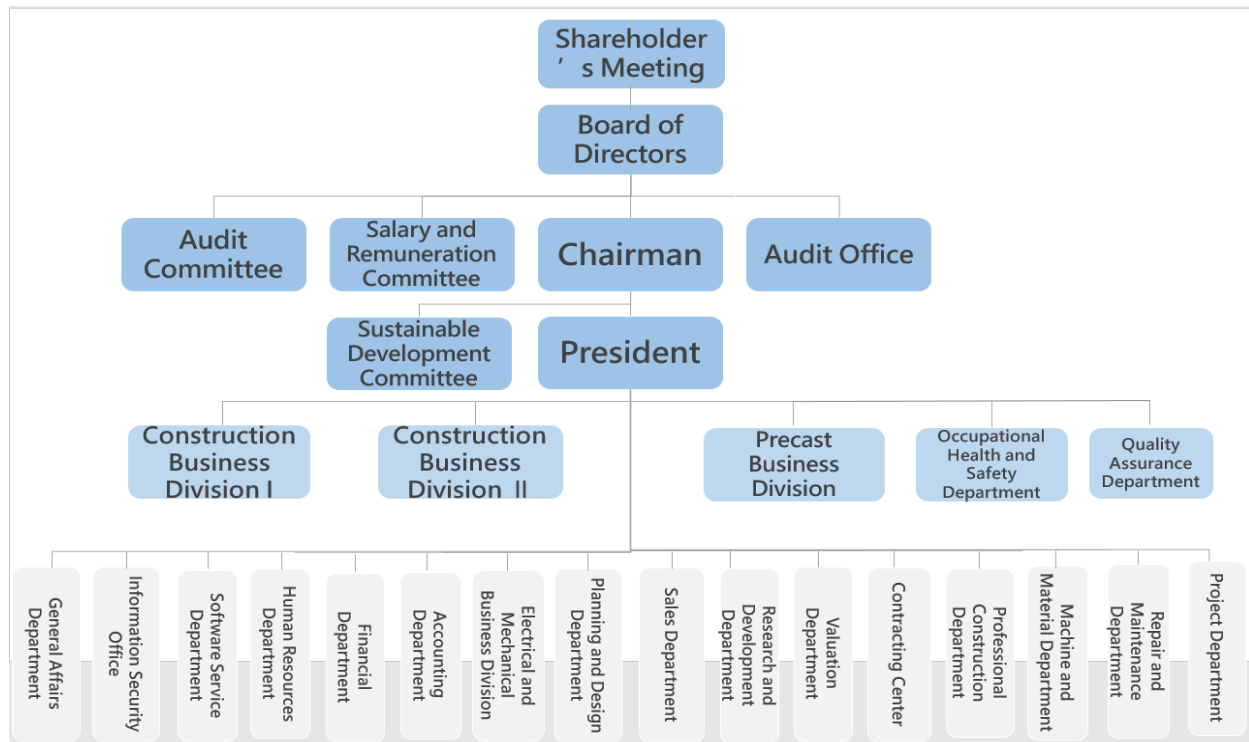 Shareholder
’s Meeting
Board of
Directors
Audit
Committee
Salary and
Remuneration
Committee
Chairman
Audit Office
Sustainable
Development
Committee
President
Construction
Business
Division I
Construction
Business
Division II
Precast
Business
Division
Occupational
Health and
Safety
Department
Quality
Assurance
Department
General Affairs
Department
Information Security
Office
Software Service
Department
Human Resources
Department
Financial
Department
Accounting
Department
Electrical and
Mechanical
Business Division
Planning and Design
Department
Sales Department
Research and
Development
Department
Valuation
Department
Contracting Center
Professional
Construction
Department
Machine and
Material Department
Repair and
Maintenance
Department
Project Department